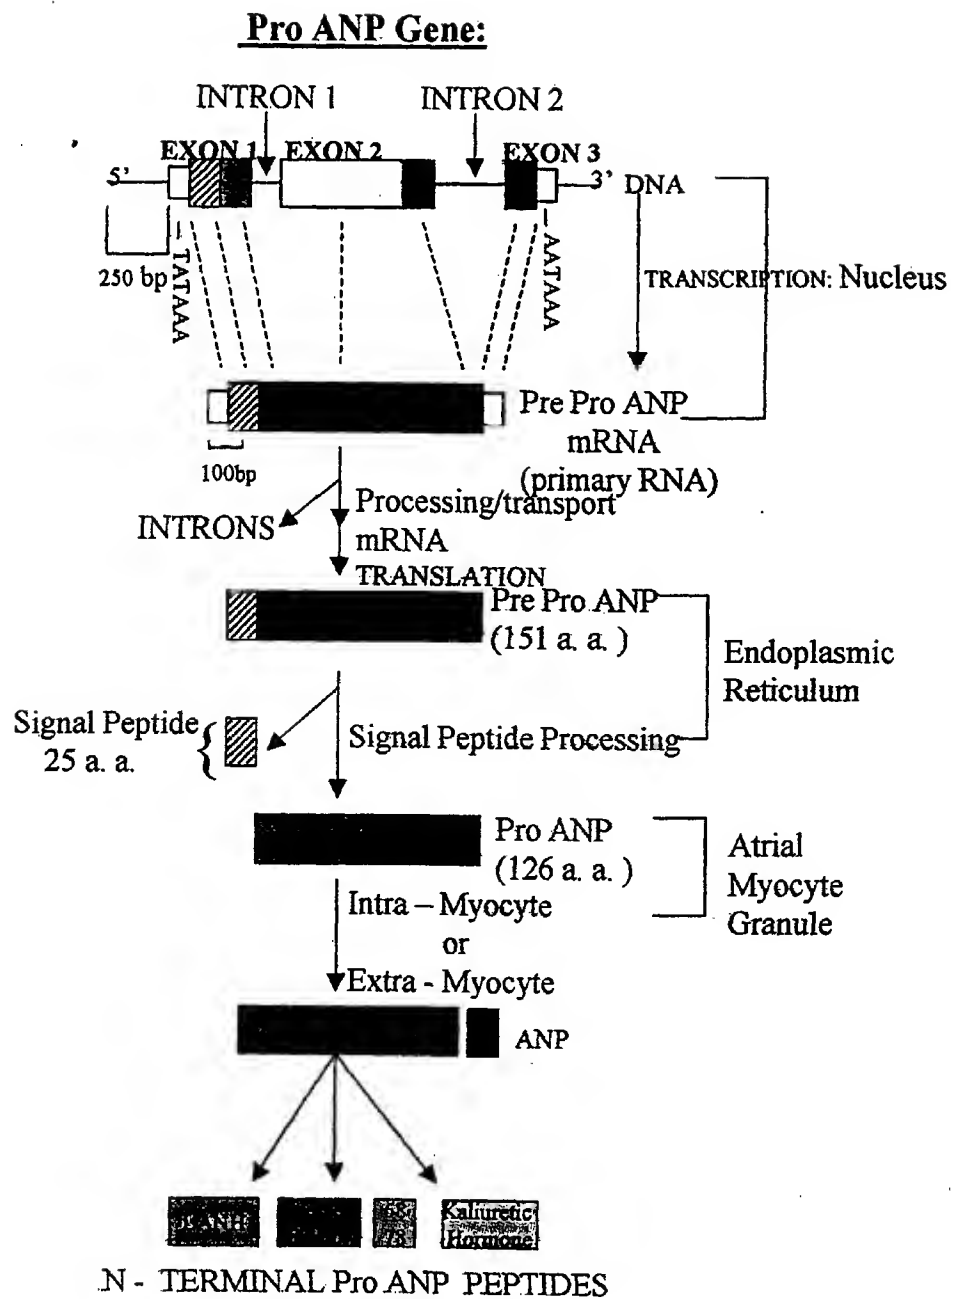 Pro ANP Gene:
INTRON 1 INTRON 2
EXON 1 EXON 2 EXON 3
5' 3' DNA
250 bp
TATAAA
AATAAA
TRANSCRIPTION: Nucleus
Pre Pro ANP
mRNA
(primary RNA)
100bp
INTRONS
Processing/transport
mRNA
TRANSLATION
Pre Pro ANP
(151 a. a. )
Endoplasmic
Reticulum
Signal Peptide
25 a. a.
{
Signal Peptide Processing
Pro ANP
(126 a. a. )
Atrial
Myocyte
Granule
Intra – Myocyte
or
Extra - Myocyte
ANP
Kaliuretic
Hormone
N - TERMINAL Pro ANP PEPTIDES